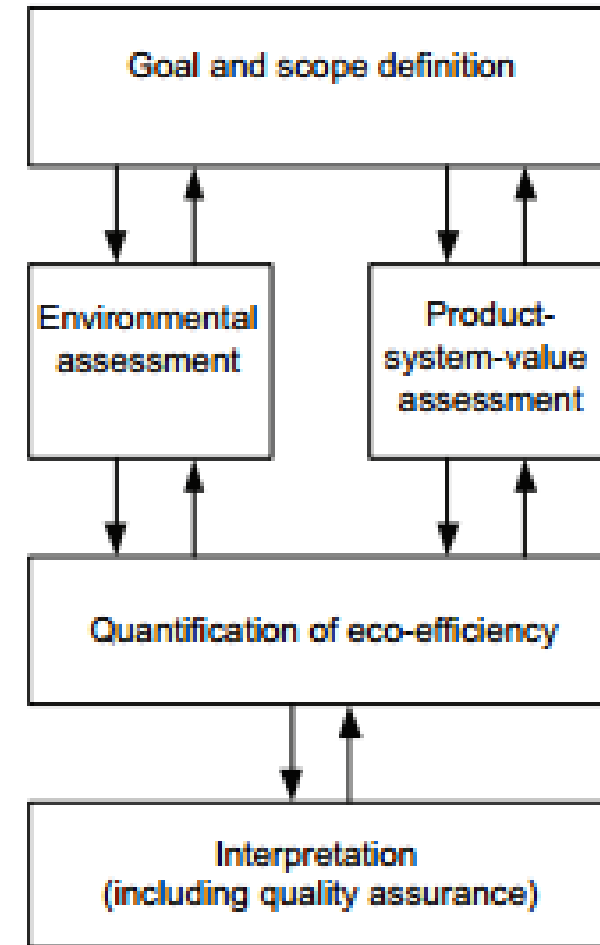 Goal and scope definition
Environmental
assessment
Product-
system-value
assessment
Quantification of eco-efficiency
Interpretation
(including quality assurance)